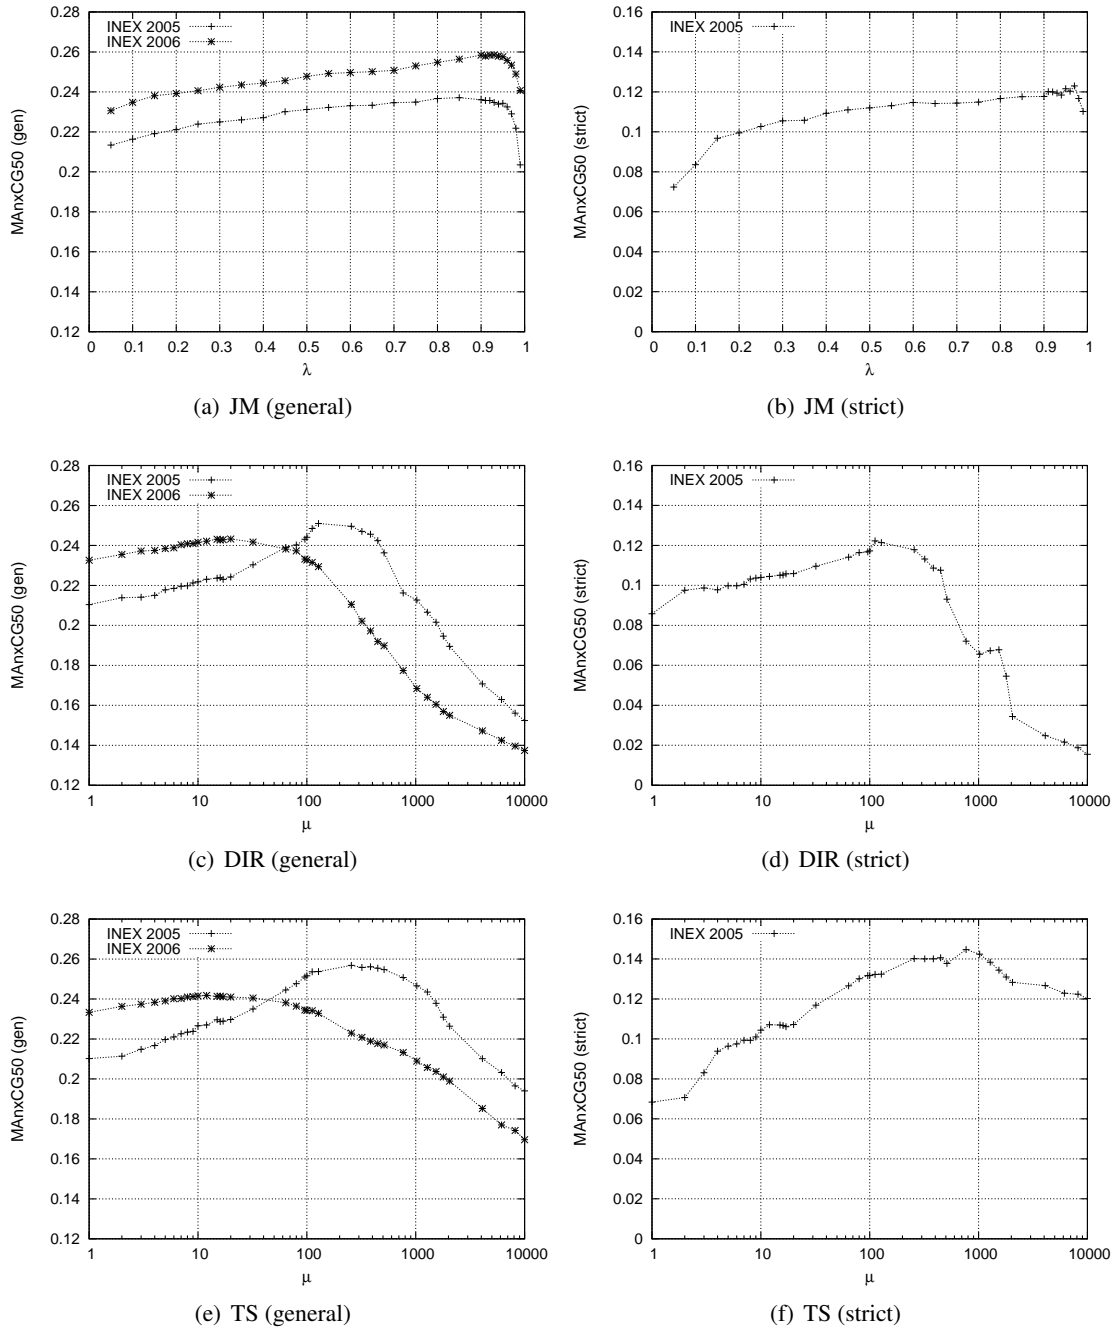 INEX 2005
INEX 2006
MAnxCG50 (gen)
0.28
0.26
0.24
0.22
0.2
0.18
0.16
0.14
0.12
0 0.1 0.2 0.3 0.4 0.5 0.6 0.7 0.8 0.9 1
λ
(a) JM (general)
INEX 2005
MAnxCG50 (strict)
0.16
0.14
0.12
0.1
0.08
0.06
0.04
0.02
0
0 0.1 0.2 0.3 0.4 0.5 0.6 0.7 0.8 0.9 1
λ
(b) JM (strict)
INEX 2005
INEX 2006
MAnxCG50 (gen)
0.28
0.26
0.24
0.22
0.2
0.18
0.16
0.14
0.12
1 10 100 1000 10000
μ
(c) DIR (general)
INEX 2005
MAnxCG50 (strict)
0.16
0.14
0.12
0.1
0.08
0.06
0.04
0.02
0
1 10 100 1000 10000
μ
(d) DIR (strict)
INEX 2005
INEX 2006
MAnxCG50 (gen)
0.28
0.26
0.24
0.22
0.2
0.18
0.16
0.14
0.12
1 10 100 1000 10000
μ
(e) TS (general)
INEX 2005
MAnxCG50 (strict)
0.16
0.14
0.12
0.1
0.08
0.06
0.04
0.02
0
1 10 100 1000 10000
μ
(f) TS (strict)